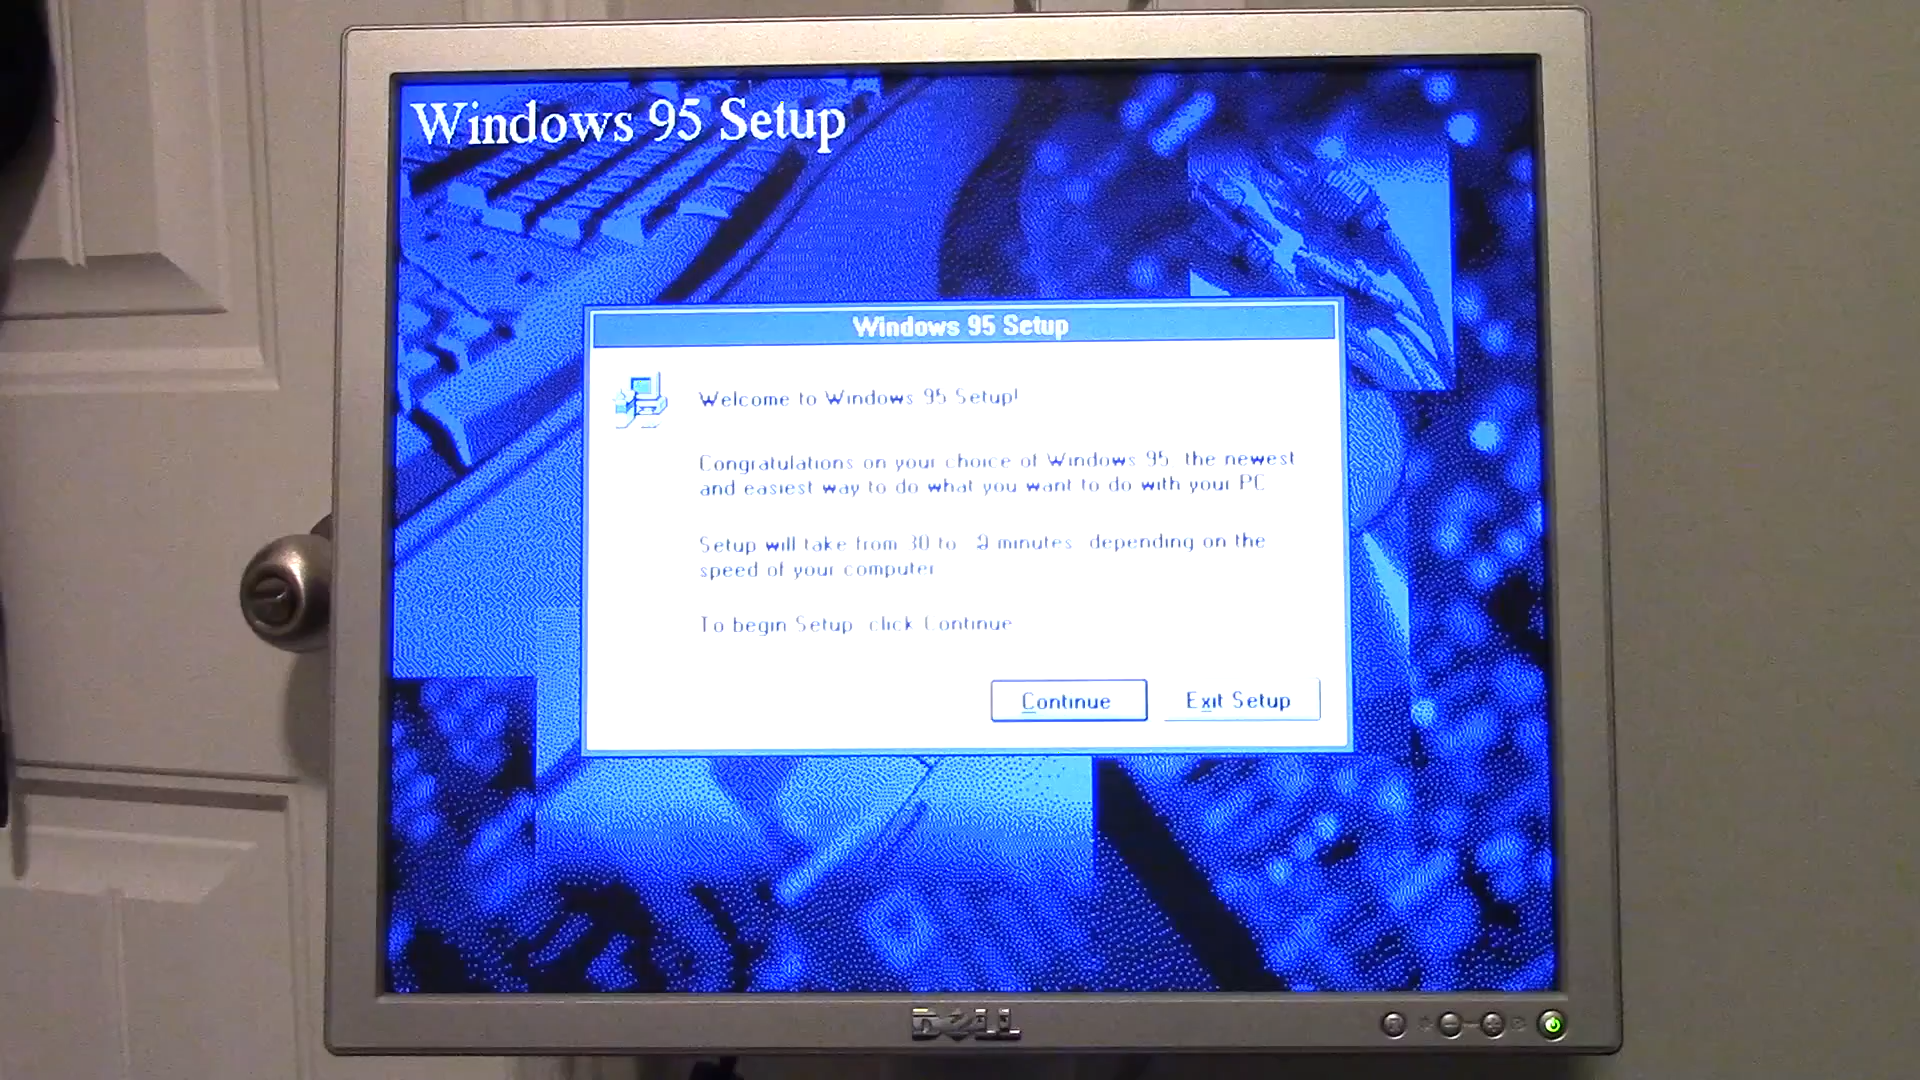 Windows 95 Setup
Windows 95 Setup
Welcome to Windows 95 Setup!
Congratulations on your choice of Windows 95, the newest
and easiest way to do what you want to do with your PC.
Setup will take from 30 to minutes, depending on the
speed of your computer.
To begin Setup, click Continue.
Continue
Exit Setup
DELL